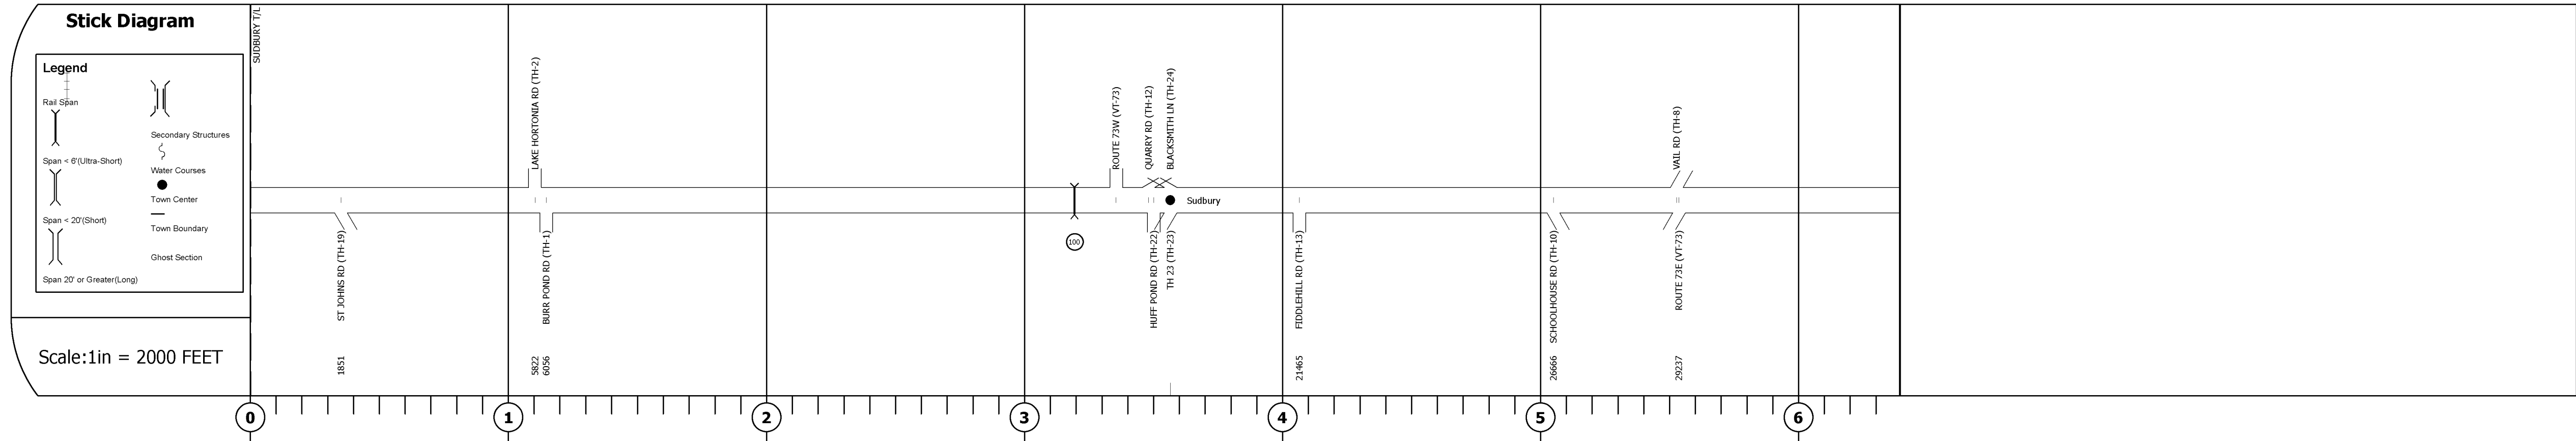 Stick Diagram
Legend
Rail Span
Span < 6'(Ultra-Short)
Span < 20'(Short)
Span 20' or Greater(Long)
Secondary Structures
Water Courses
Town Center
Town Boundary
Ghost Section
Scale:1in = 2000 FEET
SUDBURY T/L
LAKE HORTONIA RD (TH-2)
ROUTE 73W (VT-73)
QUARRY RD (TH-12)
BLACKSMITH LN (TH-24)
VAIL RD (TH-8)
Sudbury
100
ST JOHNS RD (TH-19)
BURR POND RD (TH-1)
HUFF POND RD (TH-22)
TH 23 (TH-23)
FIDDLEHILL RD (TH-13)
SCHOOLHOUSE RD (TH-10)
ROUTE 73E (VT-73)
1851
5822
6056
21465
26666
29237
0
1
2
3
4
5
6